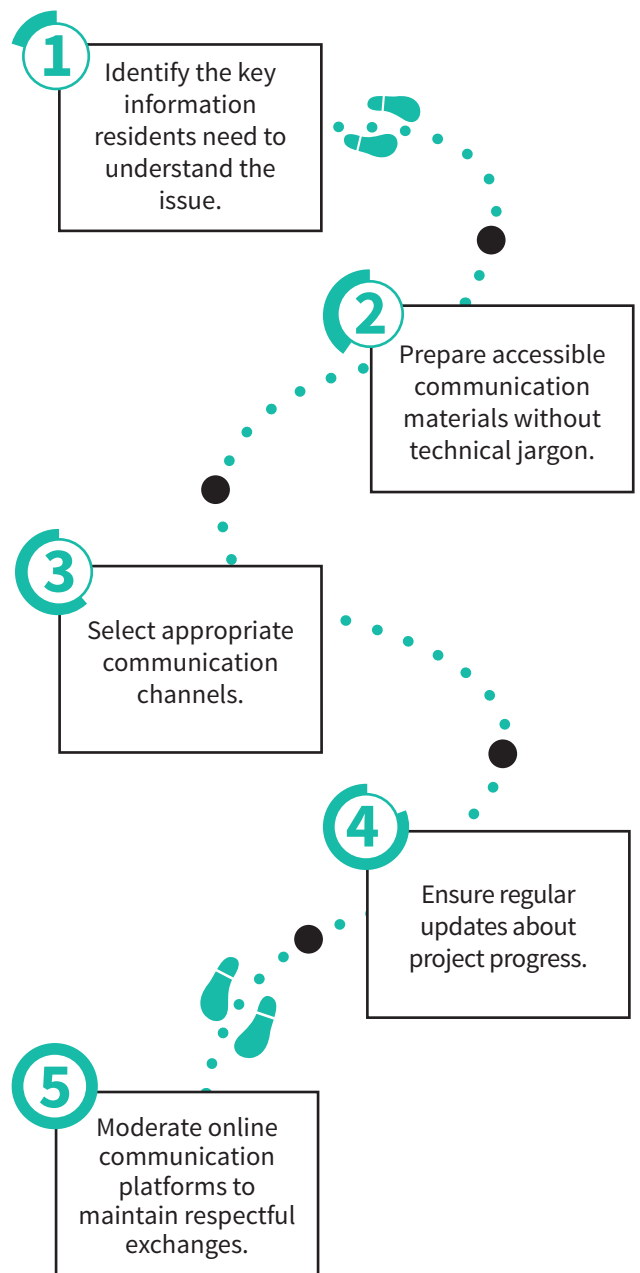 1
Identify the key
information
residents need to
understand the
issue.
2
Prepare accessible
communication
materials without
technical jargon.
3
Select appropriate
communication
channels.
4
Ensure regular
updates about
project progress.
5
Moderate online
communication
platforms to
maintain respectful
exchanges.